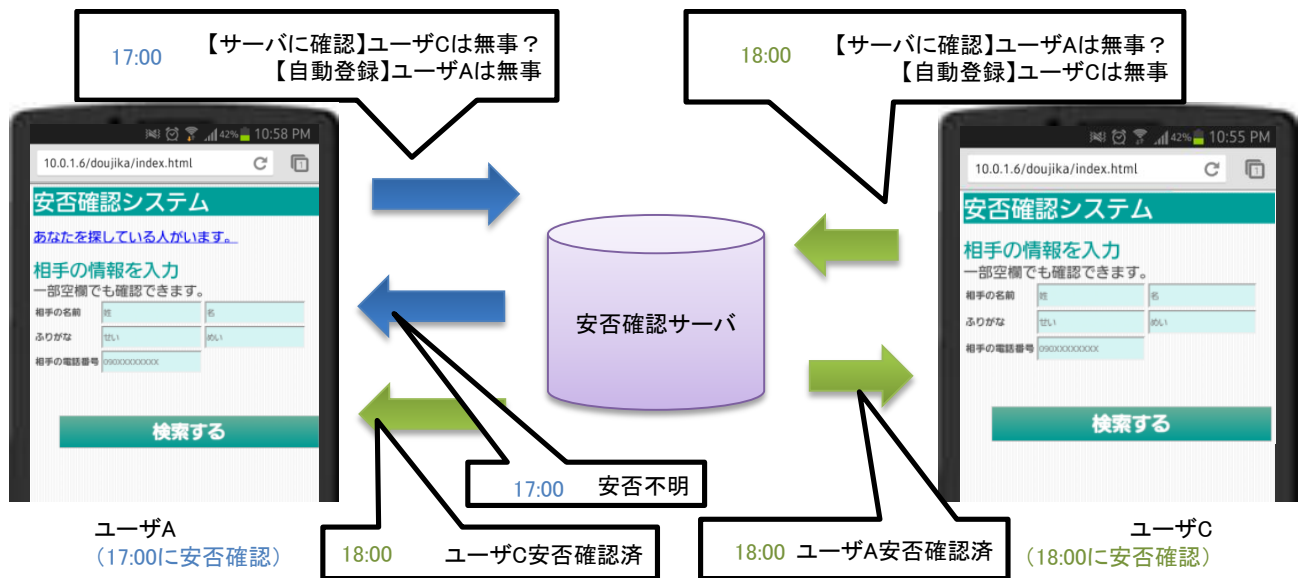 17:00 【サーバに確認】ユーザCは無事？
【自動登録】ユーザAは無事
18:00 【サーバに確認】ユーザAは無事？
【自動登録】ユーザCは無事
42% 10:58 PM
10.0.1.6/doujika/index.html
1
安否確認システム
あなたを探している人がいます。
相手の情報を入力
一部空欄でも確認できます。
相手の名前 姓 名
ふりがな せい めい
相手の電話番号 090XXXXXXXX
検索する
安否確認サーバ
42% 10:55 PM
10.0.1.6/doujika/index.html
1
安否確認システム
相手の情報を入力
一部空欄でも確認できます。
相手の名前 姓 名
ふりがな せい めい
相手の電話番号 090XXXXXXXX
検索する
17:00 安否不明
18:00 ユーザC安否確認済
18:00 ユーザA安否確認済
ユーザA
（17:00に安否確認）
ユーザC
（18:00に安否確認）